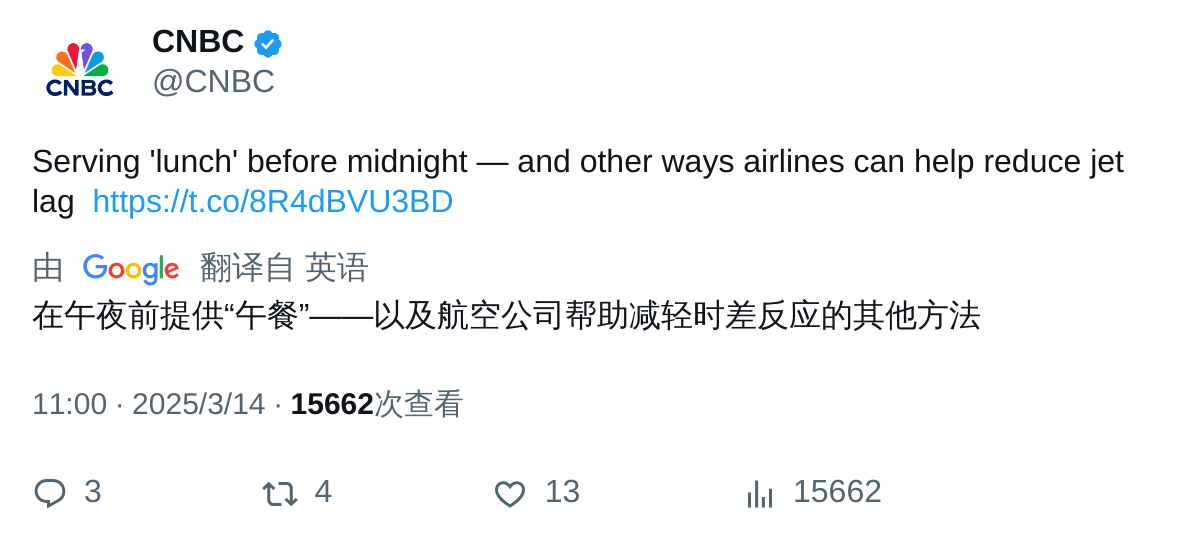 CNBC
CNBC
@CNBC
Serving 'lunch' before midnight — and other ways airlines can help reduce jet
lag https://t.co/8R4dBVU3BD
由 Google 翻译自 英语
在午夜前提供“午餐”——以及航空公司帮助减轻时差反应的其他方法
11:00 · 2025/3/14 · 15662次查看
3 4 13 15662